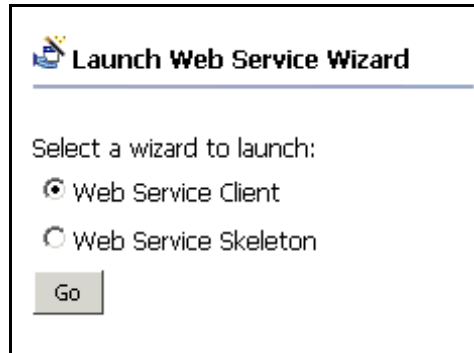 Launch Web Service Wizard
Select a wizard to launch:
Web Service Client
Web Service Skeleton
Go